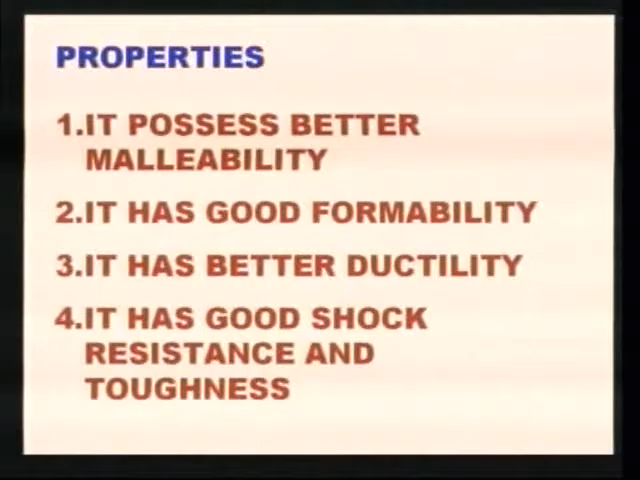 PROPERTIES
1.IT POSSESS BETTER
MALLEABILITY
2.IT HAS GOOD FORMABILITY
3.IT HAS BETTER DUCTILITY
4.IT HAS GOOD SHOCK
RESISTANCE AND
TOUGHNESS